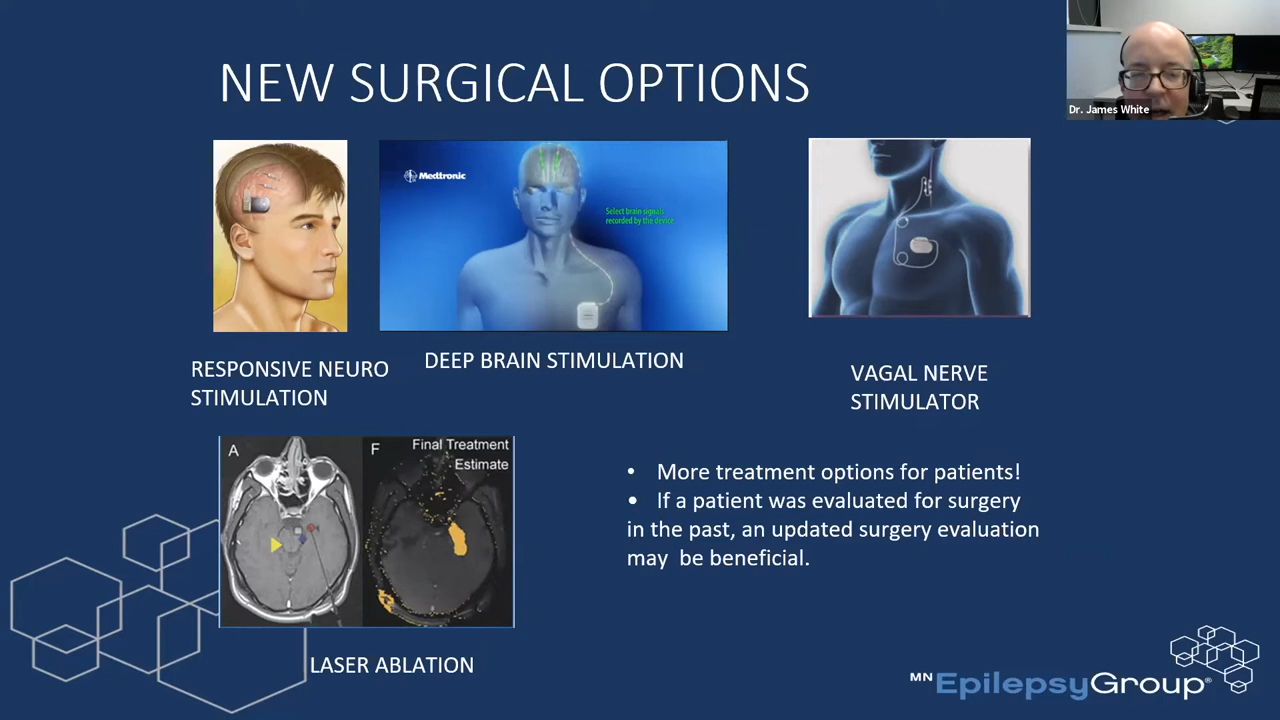 NEW SURGICAL OPTIONS
Dr. James White
Medtronic
Select brain signals
recorded by the device
RESPONSIVE NEURO
STIMULATION
DEEP BRAIN STIMULATION
VAGAL NERVE
STIMULATOR
A
F
Final Treatment
Estimate
LASER ABLATION
• More treatment options for patients!
• If a patient was evaluated for surgery
in the past, an updated surgery evaluation
may be beneficial.
MN EpilepsyGroup®